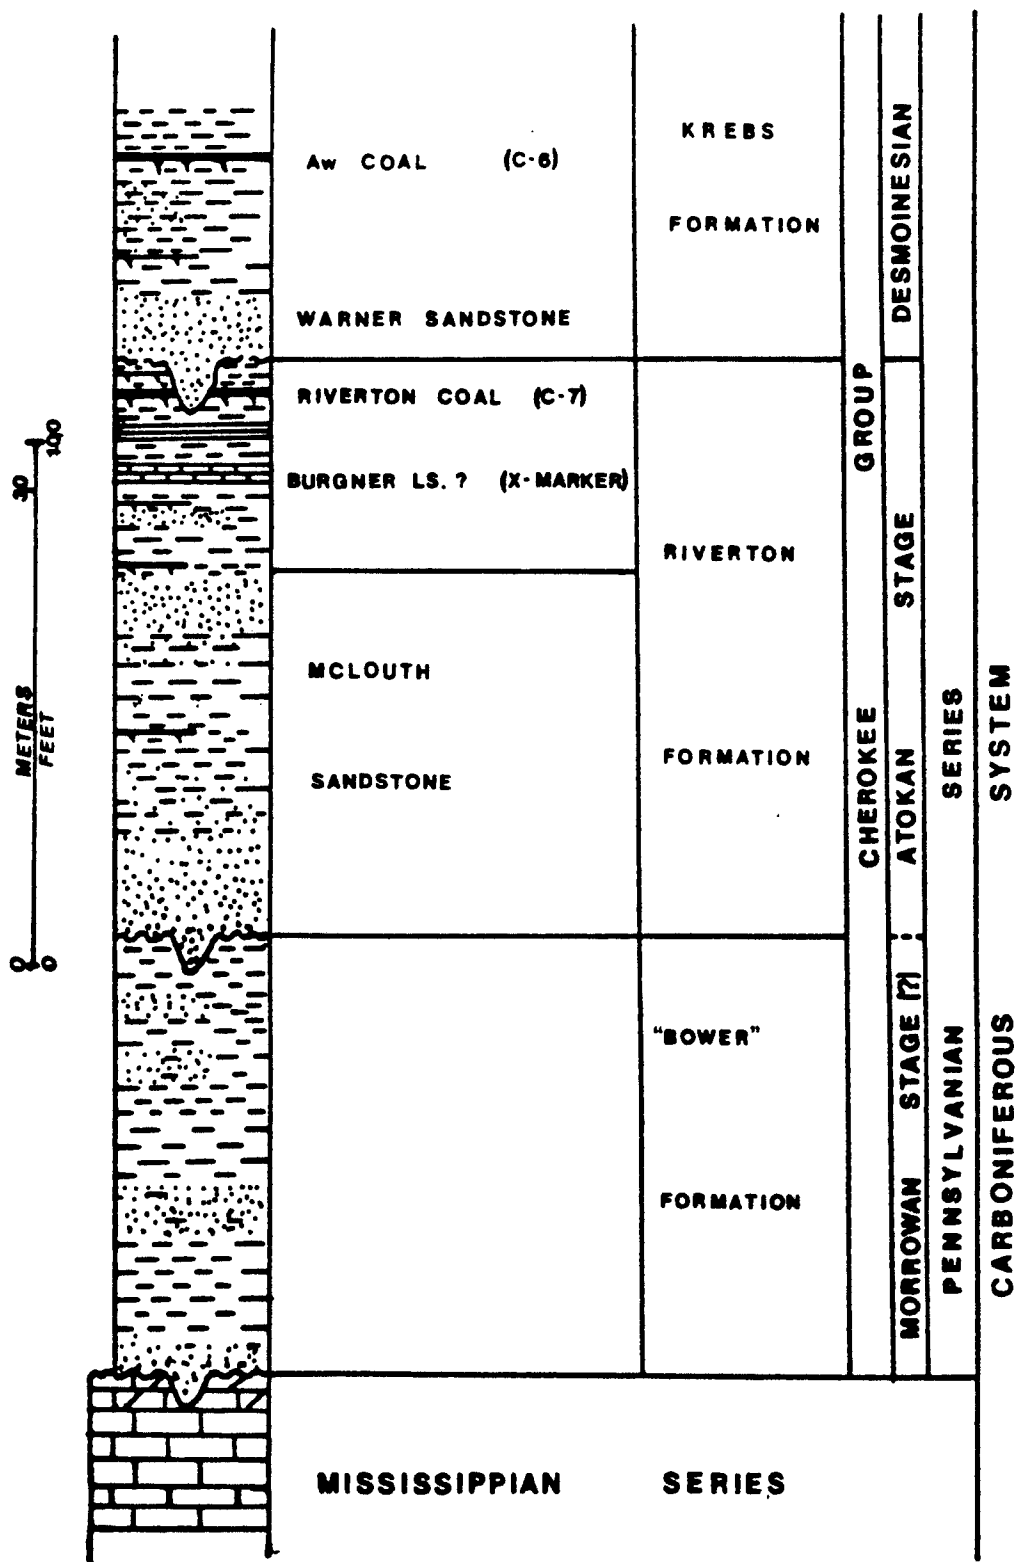 KREBS
Aw COAL (C-6)
FORMATION
WARNER SANDSTONE
RIVERTON COAL (C-7)
BURGNER LS. ? (X-MARKER)
RIVERTON
MCLOUTH
FORMATION
SANDSTONE
"BOWER"
FORMATION
MISSISSIPPIAN SERIES
CHEROKEE GROUP
DESMOINESIAN
ATOKAN STAGE
MORROWAN STAGE (?)
PENNSYLVANIAN SERIES
CARBONIFEROUS SYSTEM
100
30
METERS
FEET
0 0